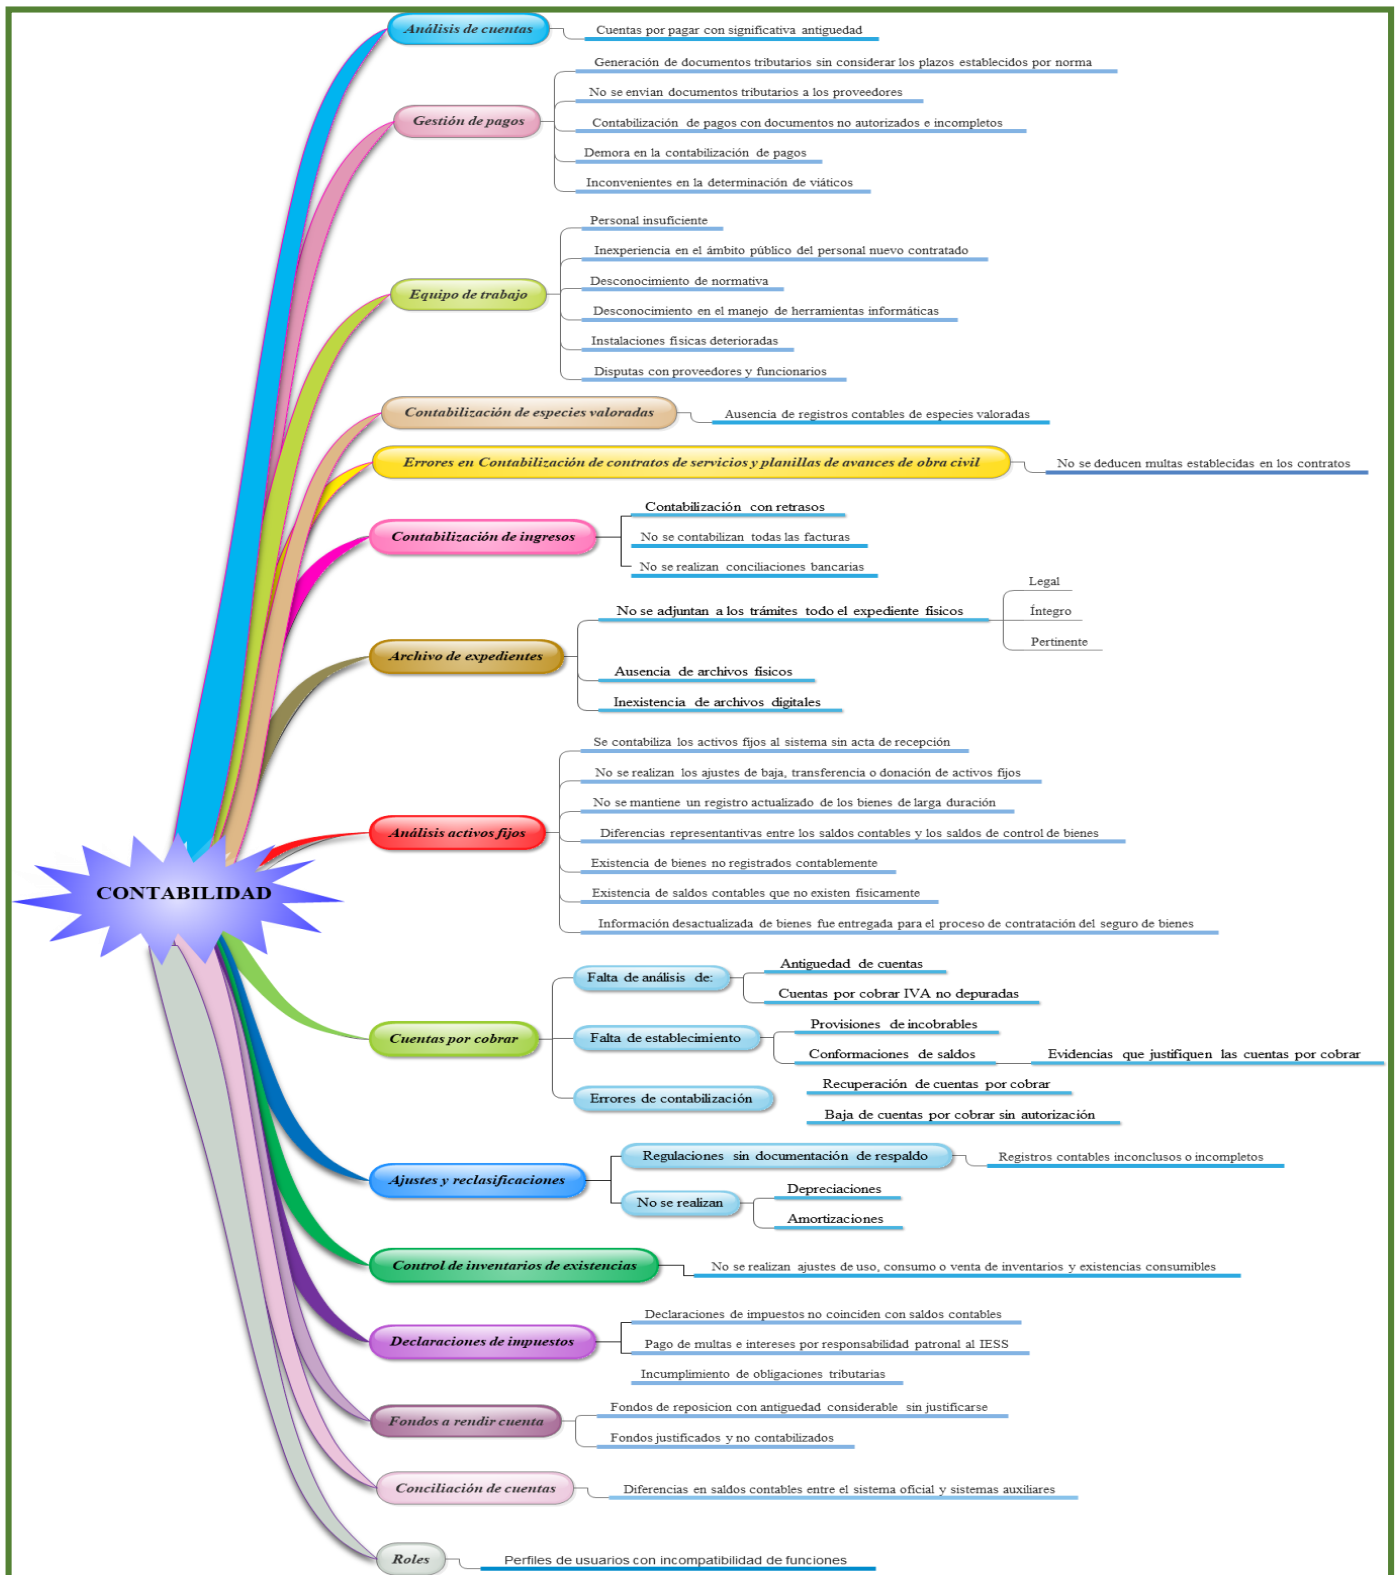 Análisis de cuentas
Cuentas por pagar con significativa antiguedad
Gestión de pagos
Generación de documentos tributarios sin considerar los plazos establecidos por norma
No se envian documentos tributarios a los proveedores
Contabilización de pagos con documentos no autorizados e incompletos
Demora en la contabilización de pagos
Inconvenientes en la determinación de viáticos
Equipo de trabajo
Personal insuficiente
Inexperiencia en el ámbito público del personal nuevo contratado
Desconocimiento de normativa
Desconocimiento en el manejo de herramientas informáticas
Instalaciones físicas deterioradas
Disputas con proveedores y funcionarios
Contabilización de especies valoradas
Ausencia de registros contables de especies valoradas
Errores en Contabilización de contratos de servicios y planillas de avances de obra civil
No se deducen multas establecidas en los contratos
Contabilización de ingresos
Contabilización con retrasos
No se contabilizan todas las facturas
No se realizan conciliaciones bancarias
Archivo de expedientes
No se adjuntan a los trámites todo el expediente físicos
Legal
Íntegro
Pertinente
Ausencia de archivos físicos
Inexistencia de archivos digitales
CONTABILIDAD
Análisis activos fijos
Se contabiliza los activos fijos al sistema sin acta de recepción
No se realizan los ajustes de baja, transferencia o donación de activos fijos
No se mantiene un registro actualizado de los bienes de larga duración
Diferencias representantivas entre los saldos contables y los saldos de control de bienes
Existencia de bienes no registrados contablemente
Existencia de saldos contables que no existen físicamente
Información desactualizada de bienes fue entregada para el proceso de contratación del seguro de bienes
Cuentas por cobrar
Falta de análisis de:
Antiguedad de cuentas
Cuentas por cobrar IVA no depuradas
Falta de establecimiento
Provisiones de incobrables
Conformaciones de saldos
Evidencias que justifiquen las cuentas por cobrar
Errores de contabilización
Recuperación de cuentas por cobrar
Baja de cuentas por cobrar sin autorización
Ajustes y reclasificaciones
Regulaciones sin documentación de respaldo
Registros contables inconclusos o incompletos
No se realizan
Depreciaciones
Amortizaciones
Control de inventarios de existencias
No se realizan ajustes de uso, consumo o venta de inventarios y existencias consumibles
Declaraciones de impuestos
Declaraciones de impuestos no coinciden con saldos contables
Pago de multas e intereses por responsabilidad patronal al IESS
Incumplimiento de obligaciones tributarias
Fondos a rendir cuenta
Fondos de reposicion con antiguedad considerable sin justificarse
Fondos justificados y no contabilizados
Conciliación de cuentas
Diferencias en saldos contables entre el sistema oficial y sistemas auxiliares
Roles
Perfiles de usuarios con incompatibilidad de funciones